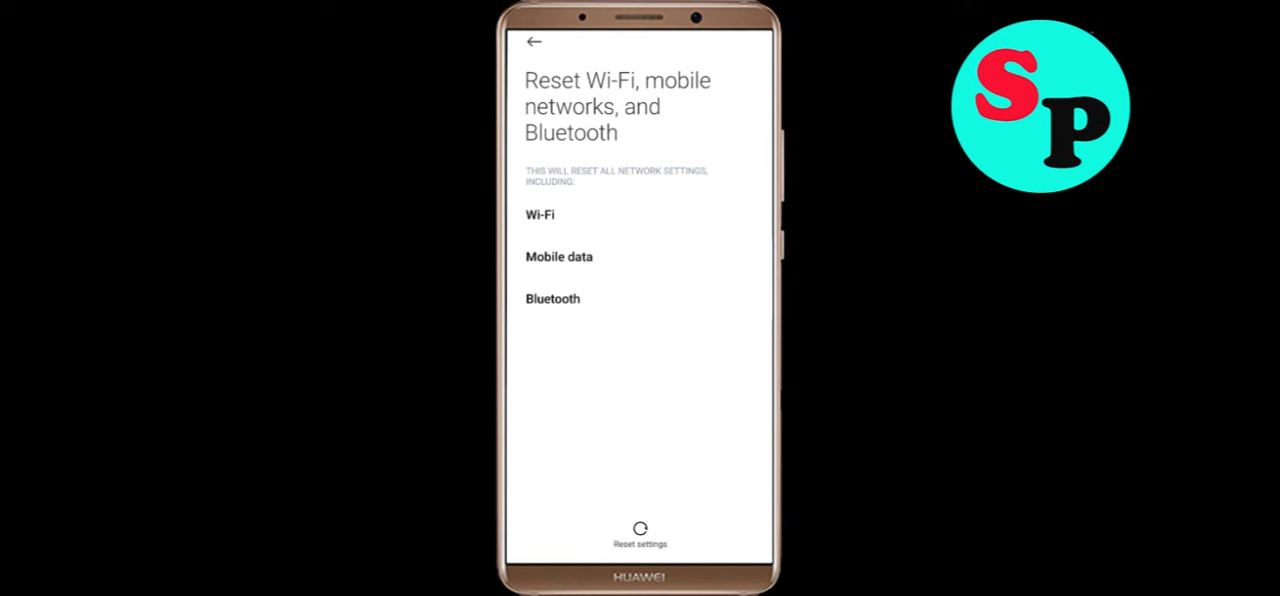 Reset Wi-Fi, mobile
networks, and
Bluetooth
THIS WILL RESET ALL NETWORK SETTINGS,
INCLUDING:
Wi-Fi
Mobile data
Bluetooth
Reset settings
HUAWEI
SP